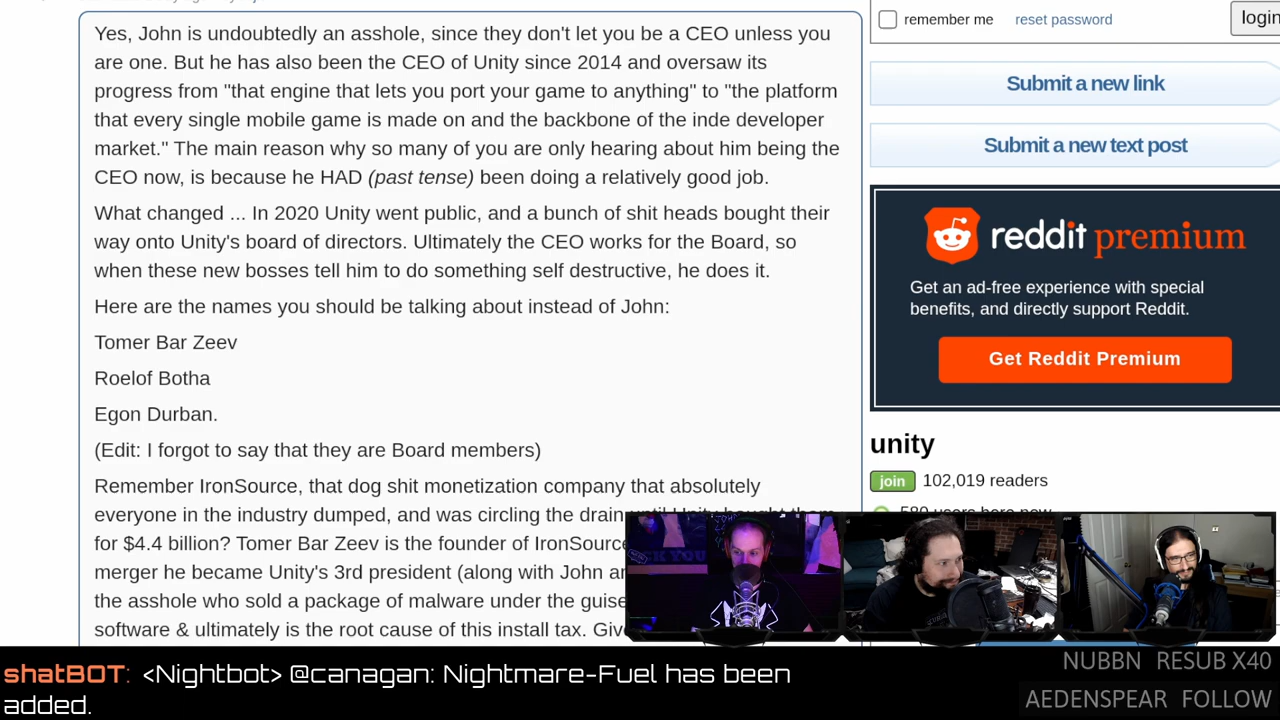 Yes, John is undoubtedly an asshole, since they don't let you be a CEO unless you
are one. But he has also been the CEO of Unity since 2014 and oversaw its
progress from "that engine that lets you port your game to anything" to "the platform
that every single mobile game is made on and the backbone of the inde developer
market." The main reason why so many of you are only hearing about him being the
CEO now, is because he HAD (past tense) been doing a relatively good job.
What changed ... In 2020 Unity went public, and a bunch of shit heads bought their
way onto Unity's board of directors. Ultimately the CEO works for the Board, so
when these new bosses tell him to do something self destructive, he does it.
Here are the names you should be talking about instead of John:
Tomer Bar Zeev
Roelof Botha
Egon Durban.
(Edit: I forgot to say that they are Board members)
Remember IronSource, that dog shit monetization company that absolutely
everyone in the industry dumped, and was circling the drain until Unity bought them
for $4.4 billion? Tomer Bar Zeev is the founder of IronSource
merger he became Unity's 3rd president (along with John
the asshole who sold a package of malware under the guise
software & ultimately is the root cause of this install tax.
remember me
reset password
login
Submit a new link
Submit a new text post
reddit premium
Get an ad-free experience with special
benefits, and directly support Reddit.
Get Reddit Premium
unity
join 102,019 readers
580 users here now
shatBOT: <Nightbot> @canagan: Nightmare-Fuel has been
added.
NUBBN RESUB X40
AEDENSPEAR FOLLOW